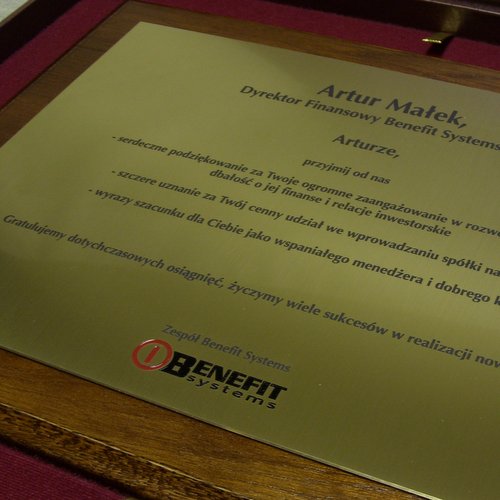 Artur Małek,
Dyrektor Finansowy Benefit Systems
Arturze,
przyjmij od nas
- serdeczne podziękowanie za Twoje ogromne zaangażowanie w
dbałość o jej finanse i relacje inwestorskie
- szczere uznanie za Twój cenny udział we wprowadzaniu spółki na
- wyrazy szacunku dla Ciebie jako wspaniałego menedżera i dobrego
Gratulujemy dotychczasowych osiągnięć, życzymy wiele sukcesów w realizacji
Zespół Benefit Systems
BENEFIT
systems